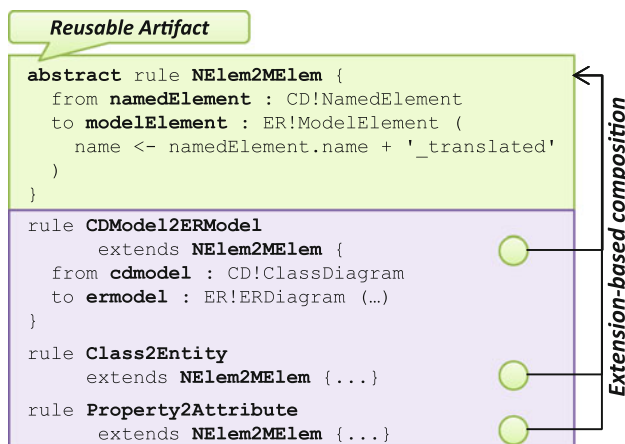 Reusable Artifact
abstract rule NElem2MElem {
from namedElement : CD!NamedElement
to modelElement : ER!ModelElement (
name <- namedElement.name + '_translated'
)
}
rule CDModel2ERModel
extends NElem2MElem {
from cdmodel : CD!ClassDiagram
to ermodel : ER!ERDiagram (…)
}
rule Class2Entity
extends NElem2MElem {...}
rule Property2Attribute
extends NElem2MElem {...}
Extension-based composition